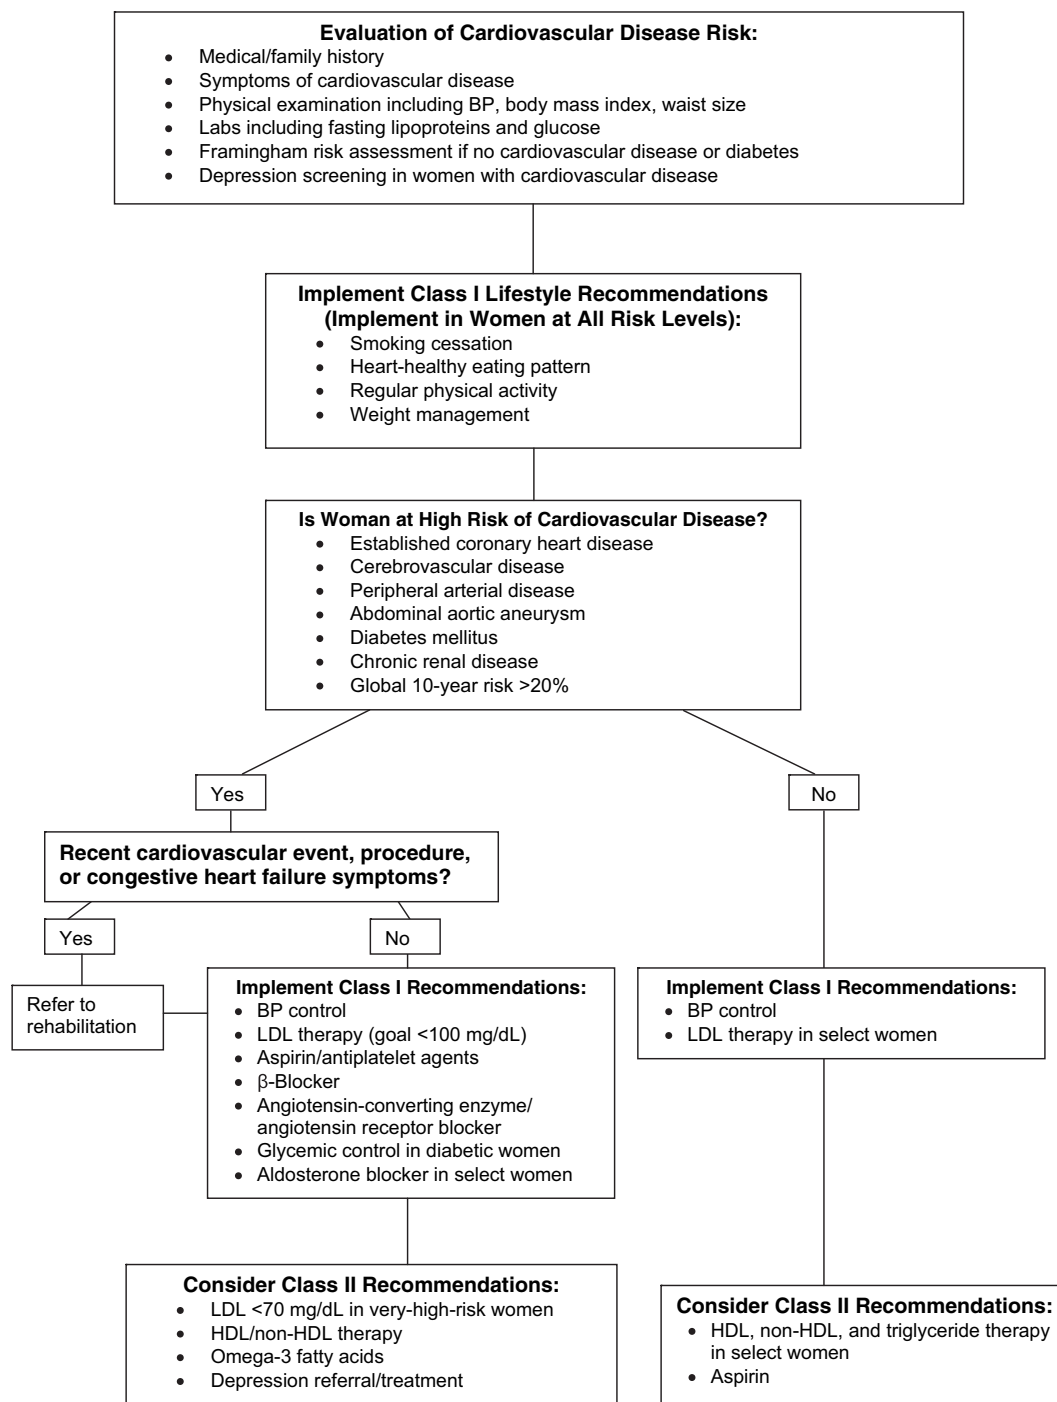 Evaluation of Cardiovascular Disease Risk:
• Medical/family history
• Symptoms of cardiovascular disease
• Physical examination including BP, body mass index, waist size
• Labs including fasting lipoproteins and glucose
• Framingham risk assessment if no cardiovascular disease or diabetes
• Depression screening in women with cardiovascular disease
Implement Class I Lifestyle Recommendations
(Implement in Women at All Risk Levels):
• Smoking cessation
• Heart-healthy eating pattern
• Regular physical activity
• Weight management
Is Woman at High Risk of Cardiovascular Disease?
• Established coronary heart disease
• Cerebrovascular disease
• Peripheral arterial disease
• Abdominal aortic aneurysm
• Diabetes mellitus
• Chronic renal disease
• Global 10-year risk >20%
Yes
No
Recent cardiovascular event, procedure,
or congestive heart failure symptoms?
Yes
No
Refer to
rehabilitation
Implement Class I Recommendations:
• BP control
• LDL therapy (goal <100 mg/dL)
• Aspirin/antiplatelet agents
• β-Blocker
• Angiotensin-converting enzyme/
angiotensin receptor blocker
• Glycemic control in diabetic women
• Aldosterone blocker in select women
Implement Class I Recommendations:
• BP control
• LDL therapy in select women
Consider Class II Recommendations:
• LDL <70 mg/dL in very-high-risk women
• HDL/non-HDL therapy
• Omega-3 fatty acids
• Depression referral/treatment
Consider Class II Recommendations:
• HDL, non-HDL, and triglyceride therapy
in select women
• Aspirin